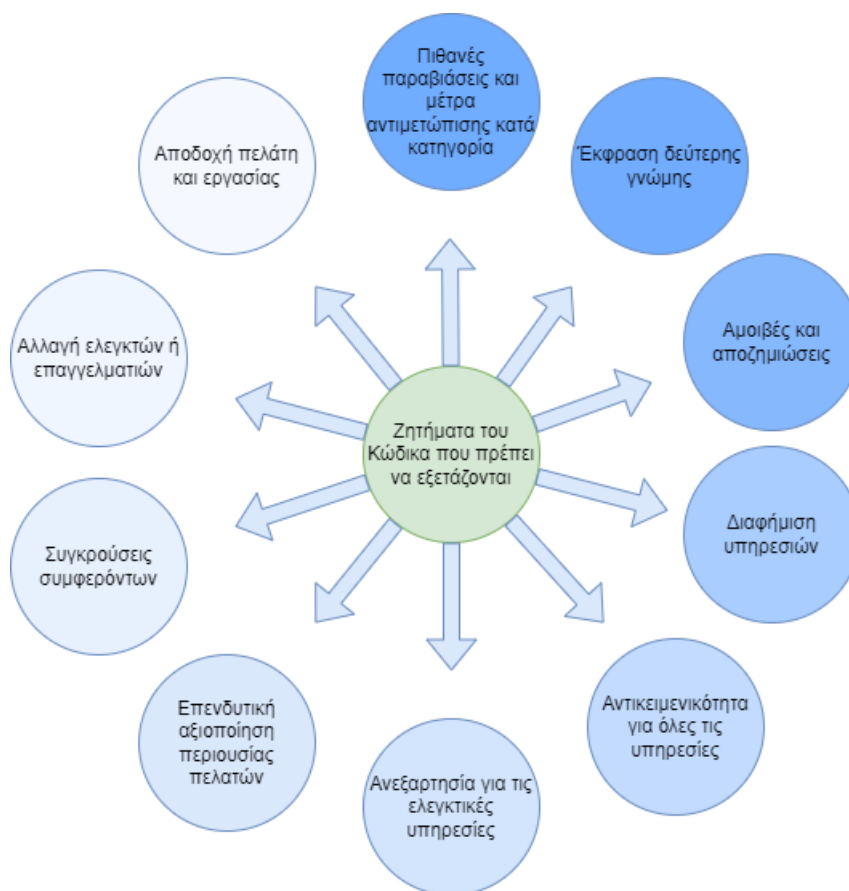 Πιθανές
παραβιάσεις και
μέτρα
αντιμετώπισης κατά
κατηγορία
Έκφραση δεύτερης
γνώμης
Αμοιβές και
αποζημιώσεις
Διαφήμιση
υπηρεσιών
Αντικειμενικότητα
για όλες τις
υπηρεσίες
Ανεξαρτησία για τις
ελεγκτικές
υπηρεσίες
Επενδυτική
αξιοποίηση
περιουσίας
πελατών
Συγκρούσεις
συμφερόντων
Αλλαγή ελεγκτών ή
επαγγελματιών
Αποδοχή πελάτη
και εργασίας
Ζητήματα του
Κώδικα που πρέπει
να εξετάζονται